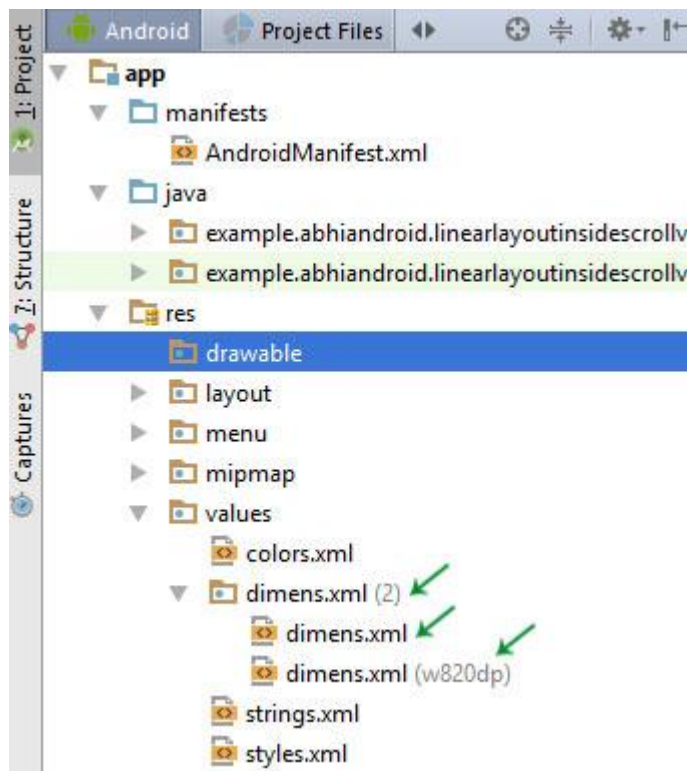 Android Project Files
1: Project
7: Structure
Captures
app
manifests
AndroidManifest.xml
java
example.abhiandroid.linearlayoutinsidescrollv
example.abhiandroid.linearlayoutinsidescrollv
res
drawable
layout
menu
mipmap
values
colors.xml
dimens.xml (2)
dimens.xml
dimens.xml (w820dp)
strings.xml
styles.xml